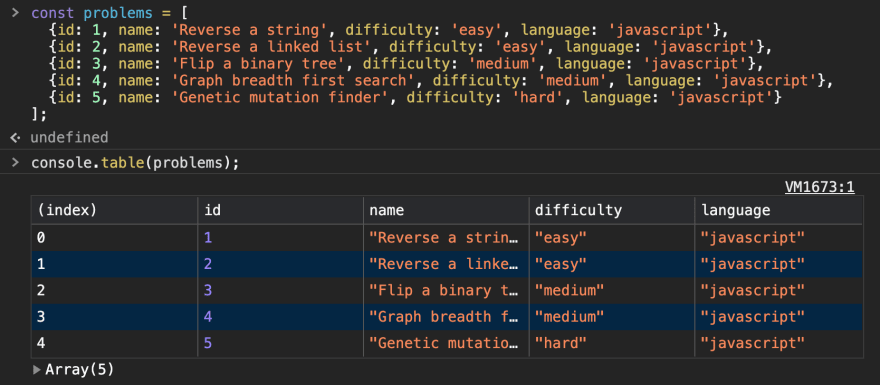 > const problems = [
{id: 1, name: 'Reverse a string', difficulty: 'easy', language: 'javascript'},
{id: 2, name: 'Reverse a linked list', difficulty: 'easy', language: 'javascript'},
{id: 3, name: 'Flip a binary tree', difficulty: 'medium', language: 'javascript'},
{id: 4, name: 'Graph breadth first search', difficulty: 'medium', language: 'javascript'},
{id: 5, name: 'Genetic mutation finder', difficulty: 'hard', language: 'javascript'}
];
undefined
> console.table(problems);
VM1673:1
(index) id name difficulty language
0 1 "Reverse a strin… "easy" "javascript"
1 2 "Reverse a linke… "easy" "javascript"
2 3 "Flip a binary t… "medium" "javascript"
3 4 "Graph breadth f… "medium" "javascript"
4 5 "Genetic mutatio… "hard" "javascript"
▶ Array(5)